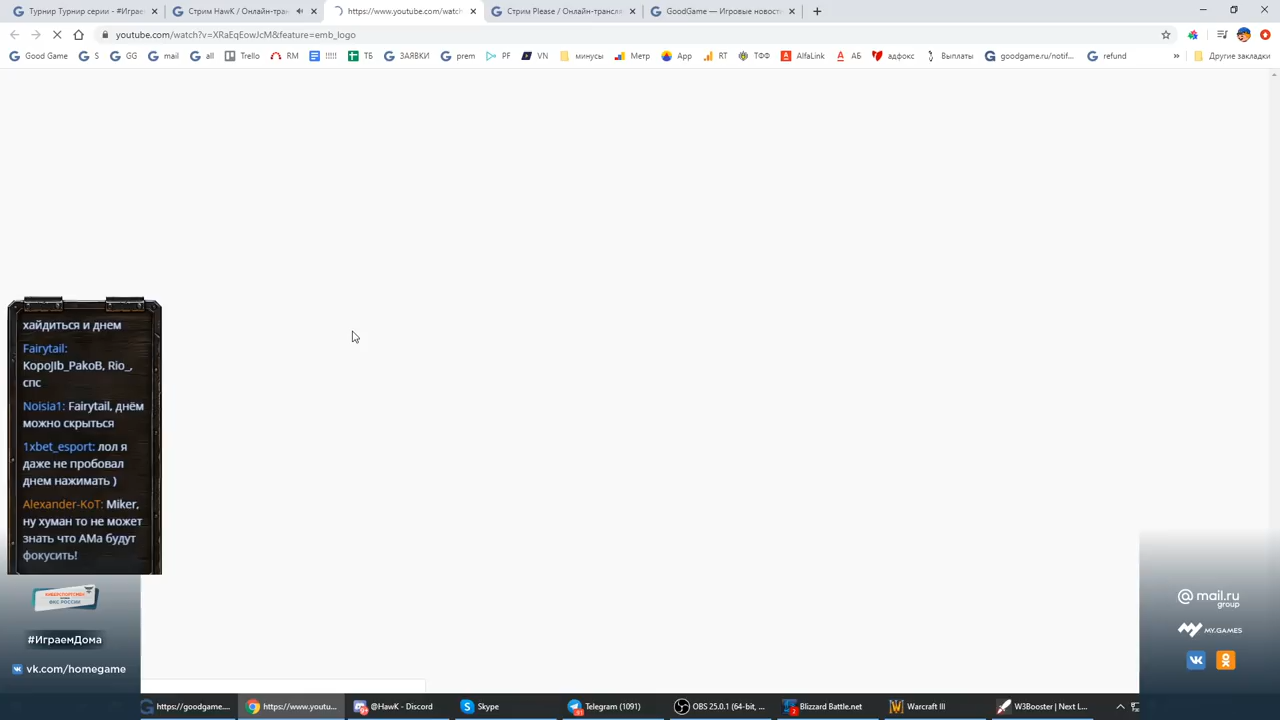 Турнир Турнир серии - #Играе
Стрим HawK / Онлайн-тран
https://www.youtube.com/watch
Стрим Please / Онлайн-трансля
GoodGame — Игровые новост
youtube.com/watch?v=XRaEqEowJcM&feature=emb_logo
Good Game
S
GG
mail
all
Trello
RM
!!!!!
ТБ
ЗАЯВКИ
prem
PF
VN
минусы
Метр
App
RT
ТФФ
AlfaLink
АБ
адфокс
Выплаты
goodgame.ru/notif...
refund
»
Другие закладки
хайдиться и днем
Fairytail:
KopoJIb_PakoB, Rio_,
спс
Noisia1: Fairytail, днём
можно скрыться
1xbet_esport: лол я
даже не пробовал
днем нажимать )
Alexander-KoT: Miker,
ну хуман то не может
знать что АМа будут
фокусить!
#ИграемДома
vk.com/homegame
@mail.ru
group
MY.GAMES
https://goodgame....
https://www.youtu...
@HawK - Discord
Skype
Telegram (1091)
OBS 25.0.1 (64-bit, ...
Blizzard Battle.net
Warcraft III
W3Booster | Next L...